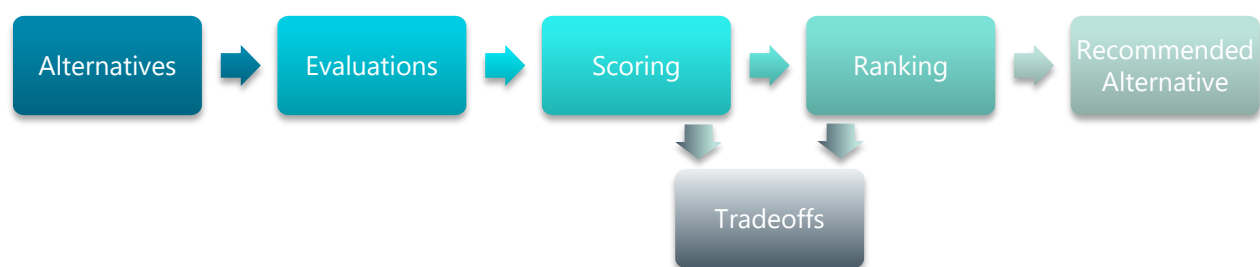 Alternatives
Evaluations
Scoring
Ranking
Recommended
Alternative
Tradeoffs